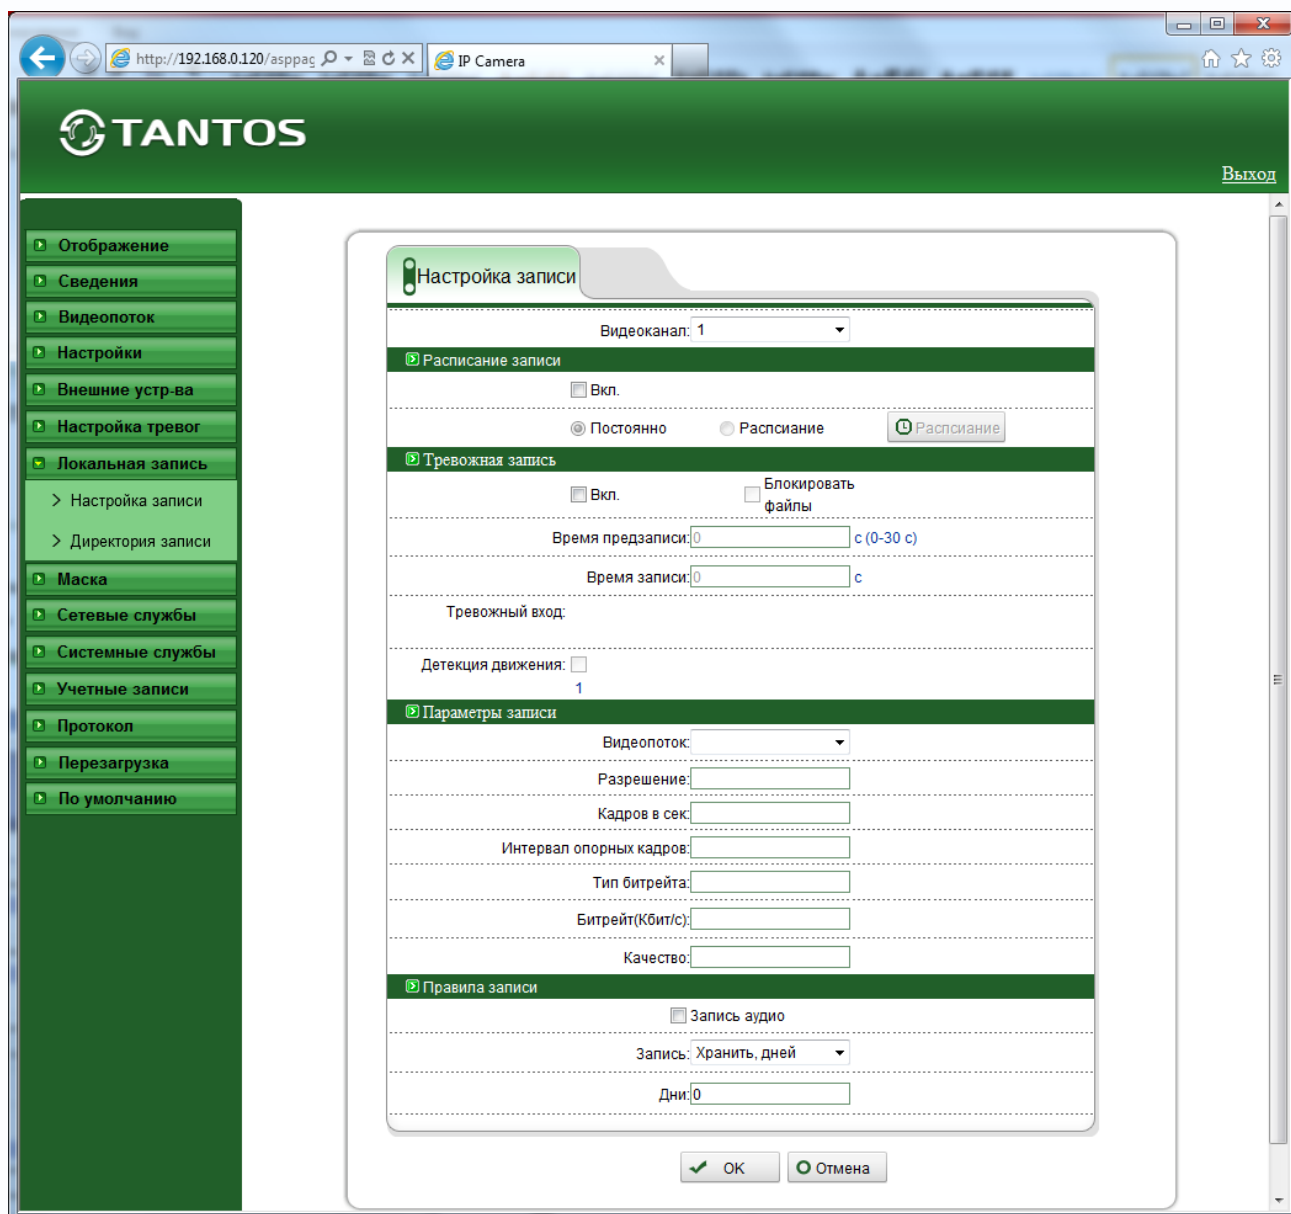 http://192.168.0.120/asppag
IP Camera
TANTOS
Выход
Отображение
Сведения
Видеопоток
Настройки
Внешние устр-ва
Настройка тревог
Локальная запись
Настройка записи
Директория записи
Маска
Сетевые службы
Системные службы
Учетные записи
Протокол
Перезагрузка
По умолчанию
Настройка записи
Видеоканал: 1
Расписание записи
Вкл.
Постоянно Распсиание Распсиание
Тревожная запись
Вкл. Блокировать
файлы
Время предзаписи: 0 с (0-30 с)
Время записи: 0 с
Тревожный вход:
Детекция движения:
1
Параметры записи
Видеопоток:
Разрешение:
Кадров в сек:
Интервал опорных кадров:
Тип битрейта:
Битрейт(Кбит/с):
Качество:
Правила записи
Запись аудио
Запись: Хранить, дней
Дни: 0
OK Отмена